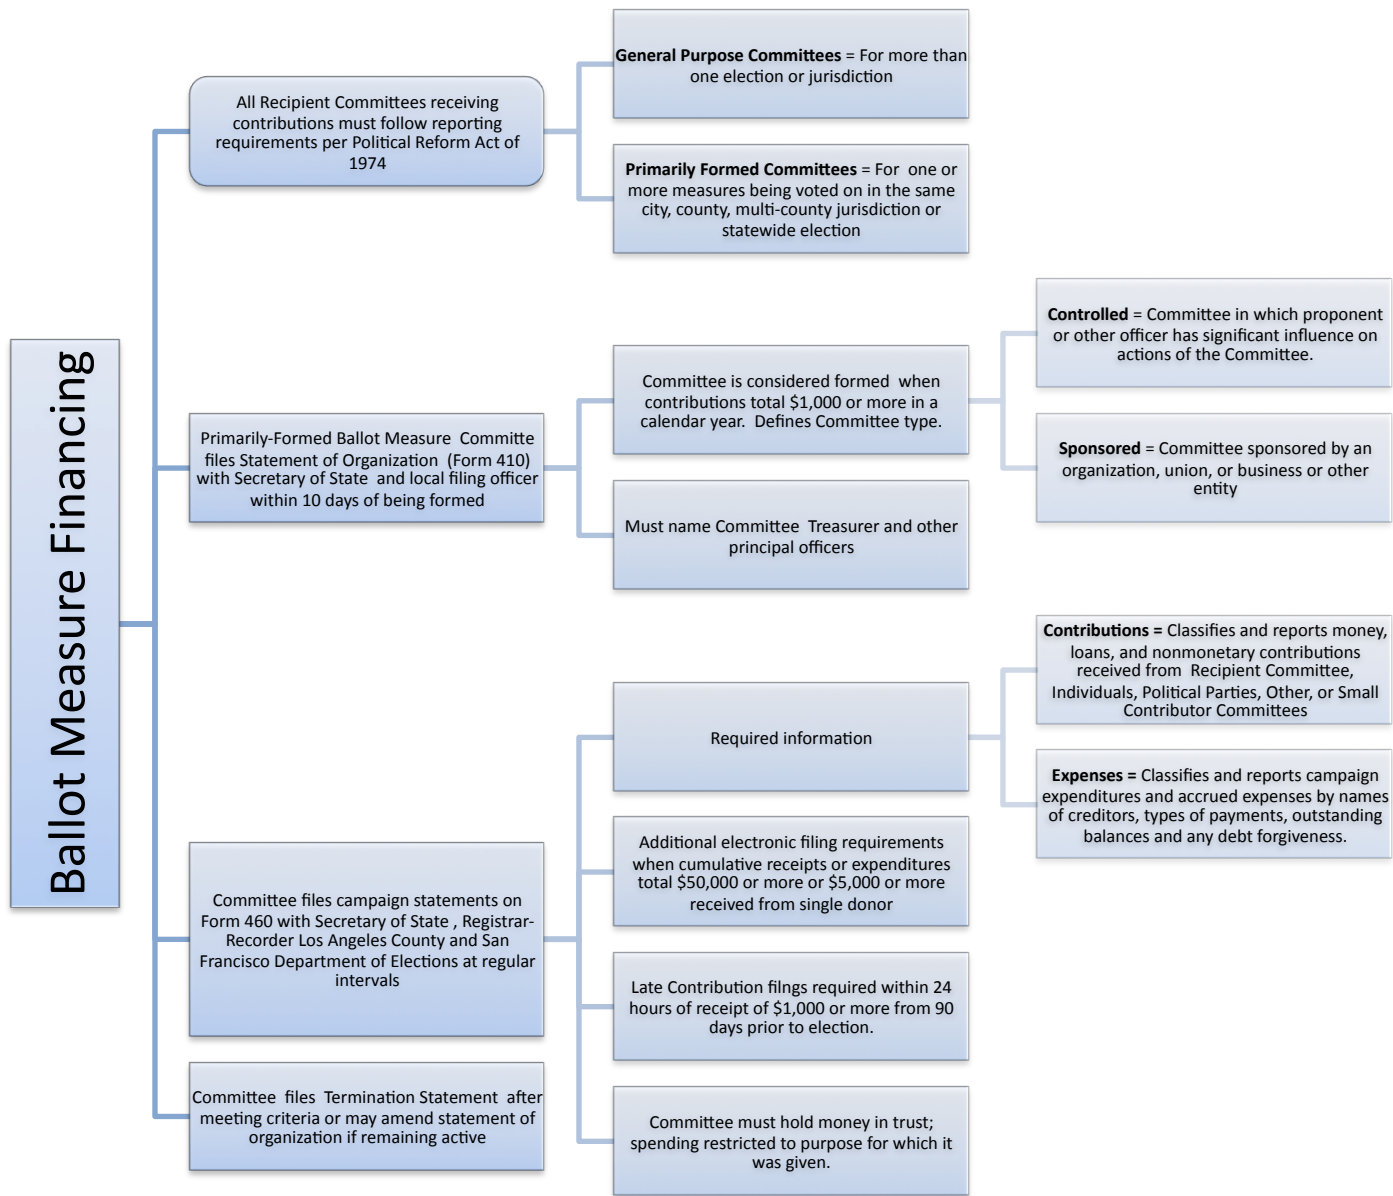 Ballot Measure Financing
All Recipient Committees receiving
contributions must follow reporting
requirements per Political Reform Act of
1974
General Purpose Committees = For more than
one election or jurisdiction
Primarily Formed Committees = For one or
more measures being voted on in the same
city, county, multi-county jurisdiction or
statewide election
Primarily-Formed Ballot Measure Committe
files Statement of Organization (Form 410)
with Secretary of State and local filing officer
within 10 days of being formed
Committee is considered formed when
contributions total $1,000 or more in a
calendar year. Defines Committee type.
Controlled = Committee in which proponent
or other officer has significant influence on
actions of the Committee.
Sponsored = Committee sponsored by an
organization, union, or business or other
entity
Must name Committee Treasurer and other
principal officers
Committee files campaign statements on
Form 460 with Secretary of State , Registrar-
Recorder Los Angeles County and San
Francisco Department of Elections at regular
intervals
Required information
Contributions = Classifies and reports money,
loans, and nonmonetary contributions
received from Recipient Committee,
Individuals, Political Parties, Other, or Small
Contributor Committees
Expenses = Classifies and reports campaign
expenditures and accrued expenses by names
of creditors, types of payments, outstanding
balances and any debt forgiveness.
Additional electronic filing requirements
when cumulative receipts or expenditures
total $50,000 or more or $5,000 or more
received from single donor
Late Contribution filngs required within 24
hours of receipt of $1,000 or more from 90
days prior to election.
Committee must hold money in trust;
spending restricted to purpose for which it
was given.
Committee files Termination Statement after
meeting criteria or may amend statement of
organization if remaining active